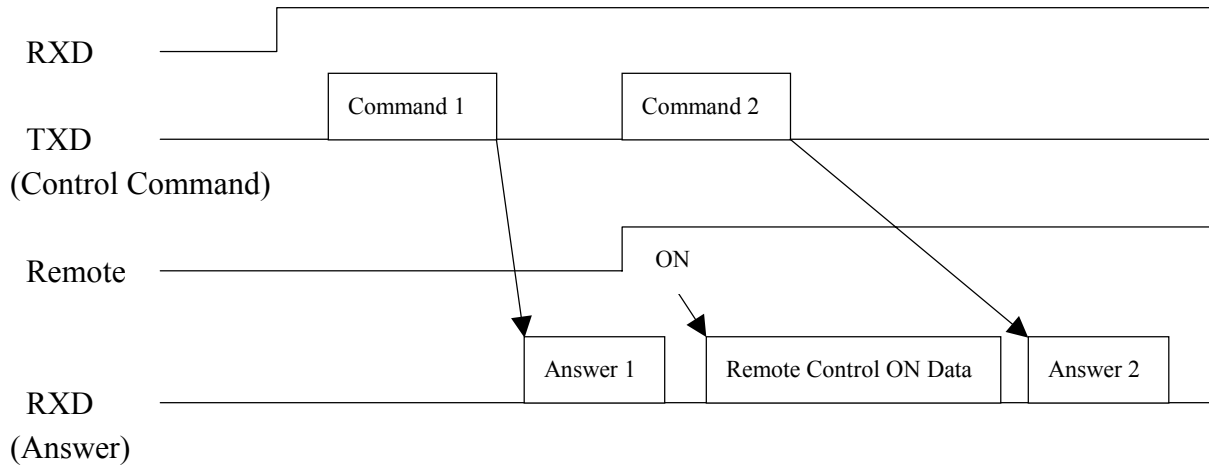 RXD
Command 1
Command 2
TXD
(Control Command)
ON
Remote
Answer 1
Remote Control ON Data
Answer 2
RXD
(Answer)